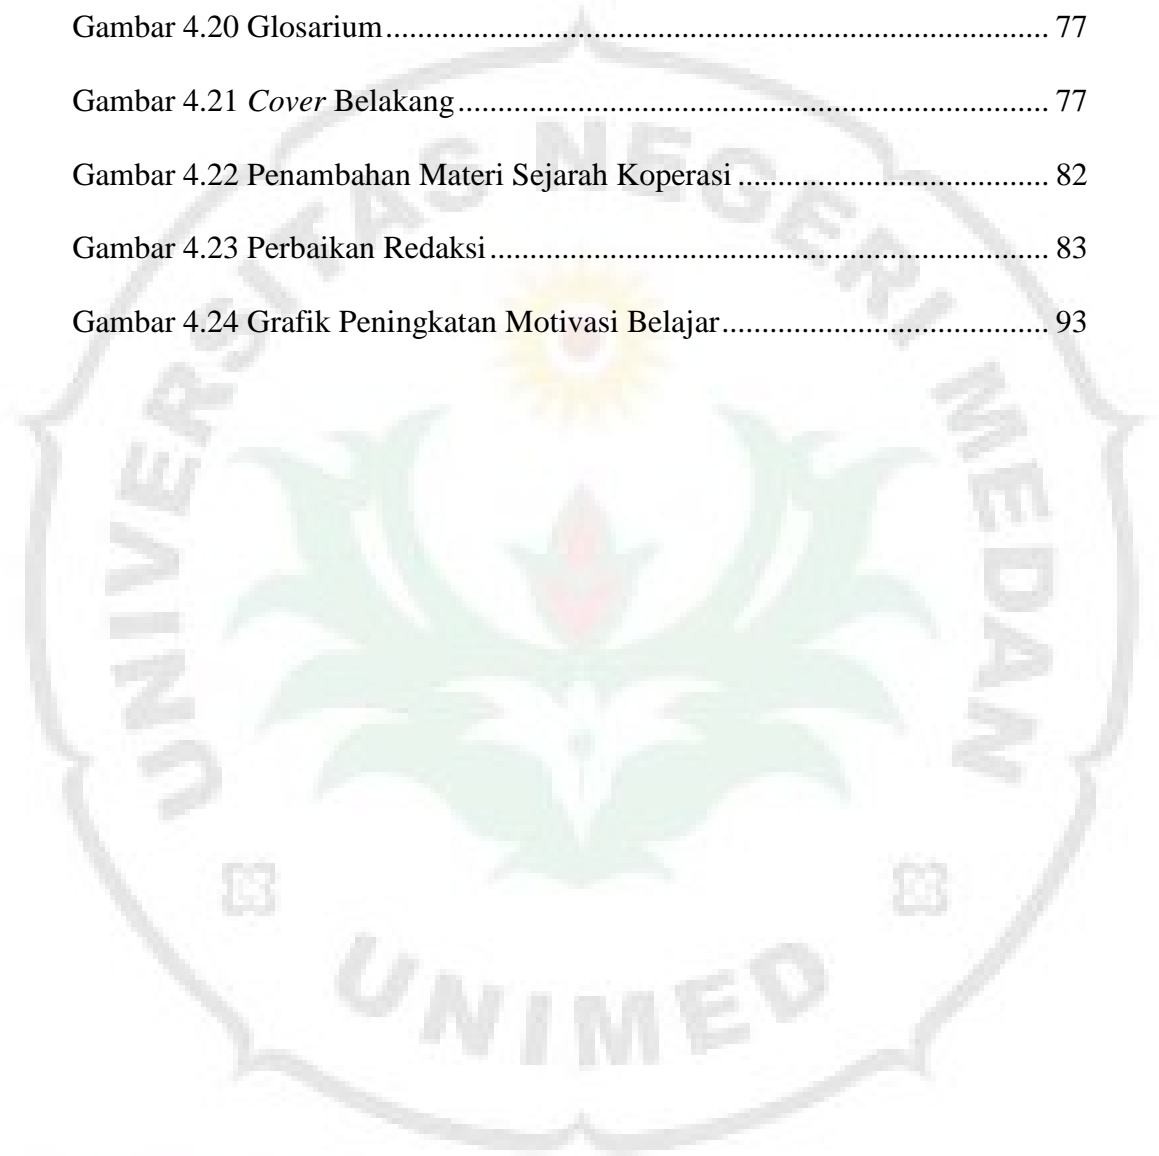 Gambar 4.20 Glosarium................................................................................... 77
Gambar 4.21 Cover Belakang.......................................................................... 77
Gambar 4.22 Penambahan Materi Sejarah Koperasi ....................................... 82
Gambar 4.23 Perbaikan Redaksi...................................................................... 83
Gambar 4.24 Grafik Peningkatan Motivasi Belajar......................................... 93
UNIVERSITAS NEGERI MEDAN
UNIMED